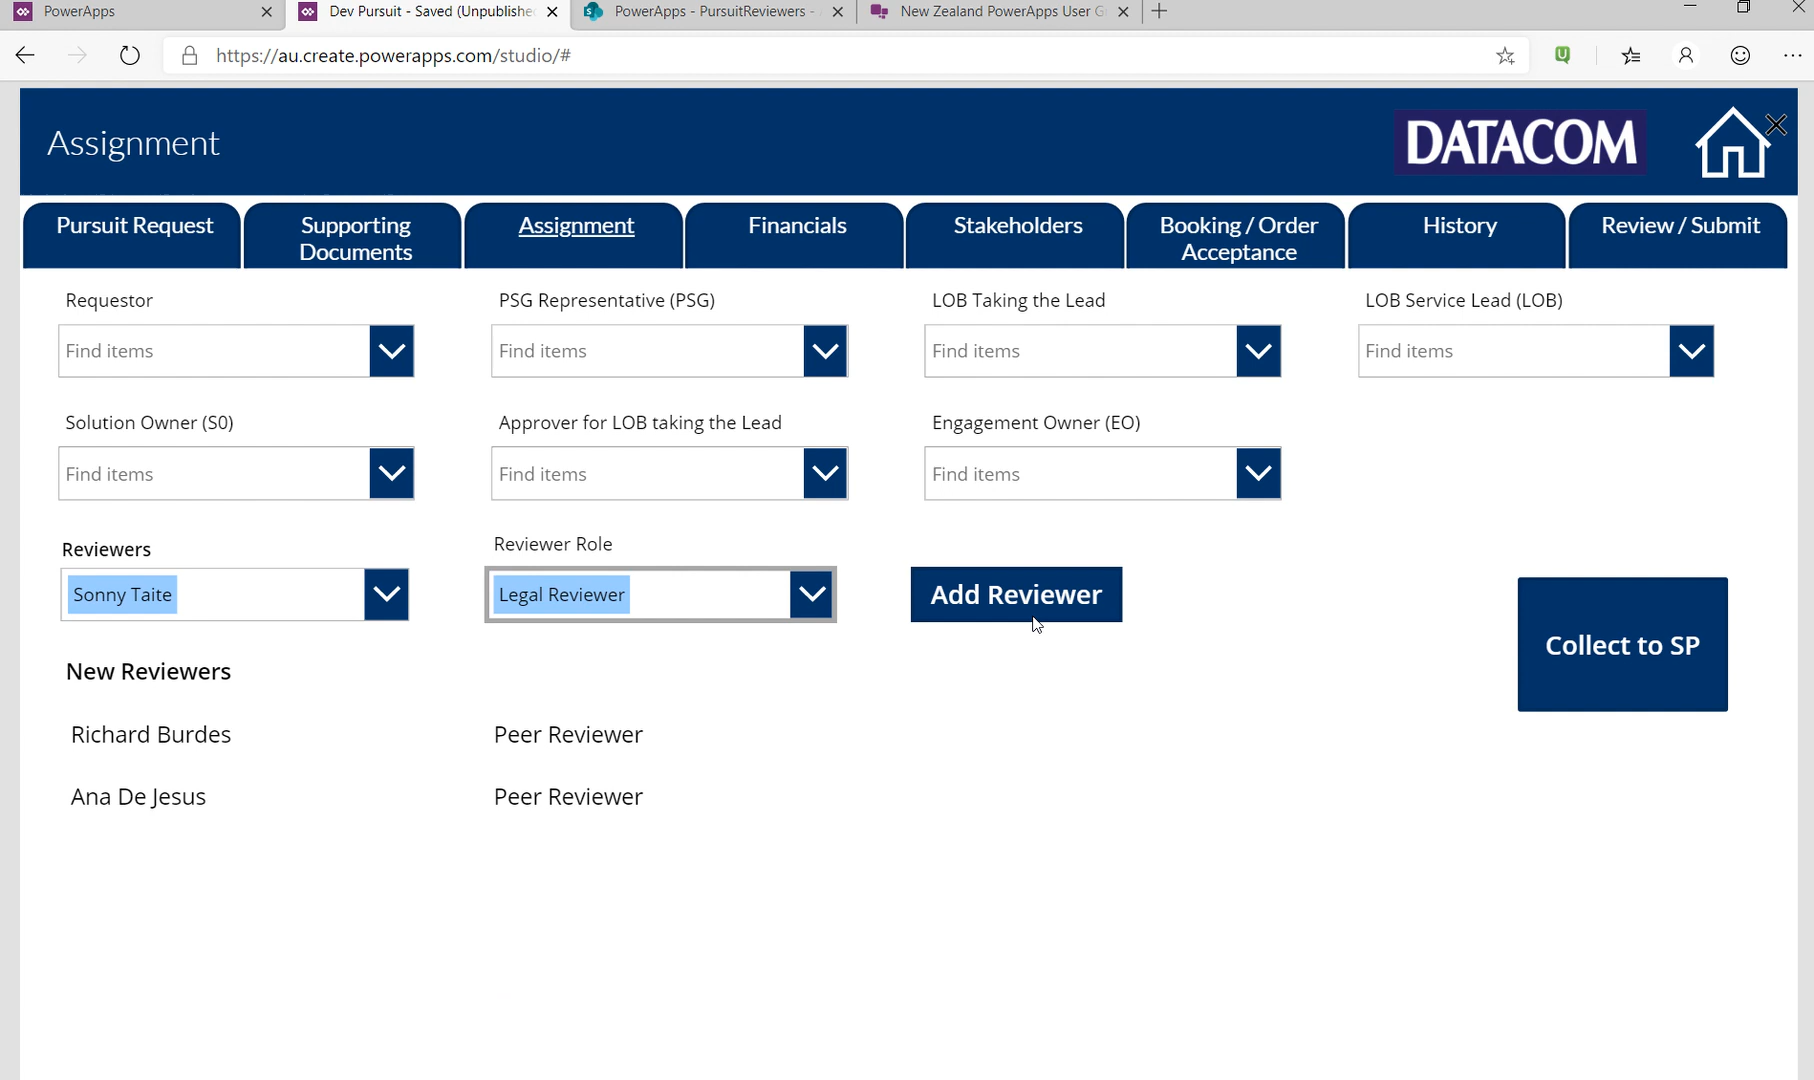 PowerApps
Dev Pursuit - Saved (Unpublishe
PowerApps - PursuitReviewers -
New Zealand PowerApps User G
https://au.create.powerapps.com/studio/#
Assignment
DATACOM
Pursuit Request
Supporting Documents
Assignment
Financials
Stakeholders
Booking / Order Acceptance
History
Review / Submit
Requestor
PSG Representative (PSG)
LOB Taking the Lead
LOB Service Lead (LOB)
Find items
Find items
Find items
Find items
Solution Owner (S0)
Approver for LOB taking the Lead
Engagement Owner (EO)
Find items
Find items
Find items
Reviewers
Reviewer Role
Sonny Taite
Legal Reviewer
Add Reviewer
Collect to SP
New Reviewers
Richard Burdes
Peer Reviewer
Ana De Jesus
Peer Reviewer